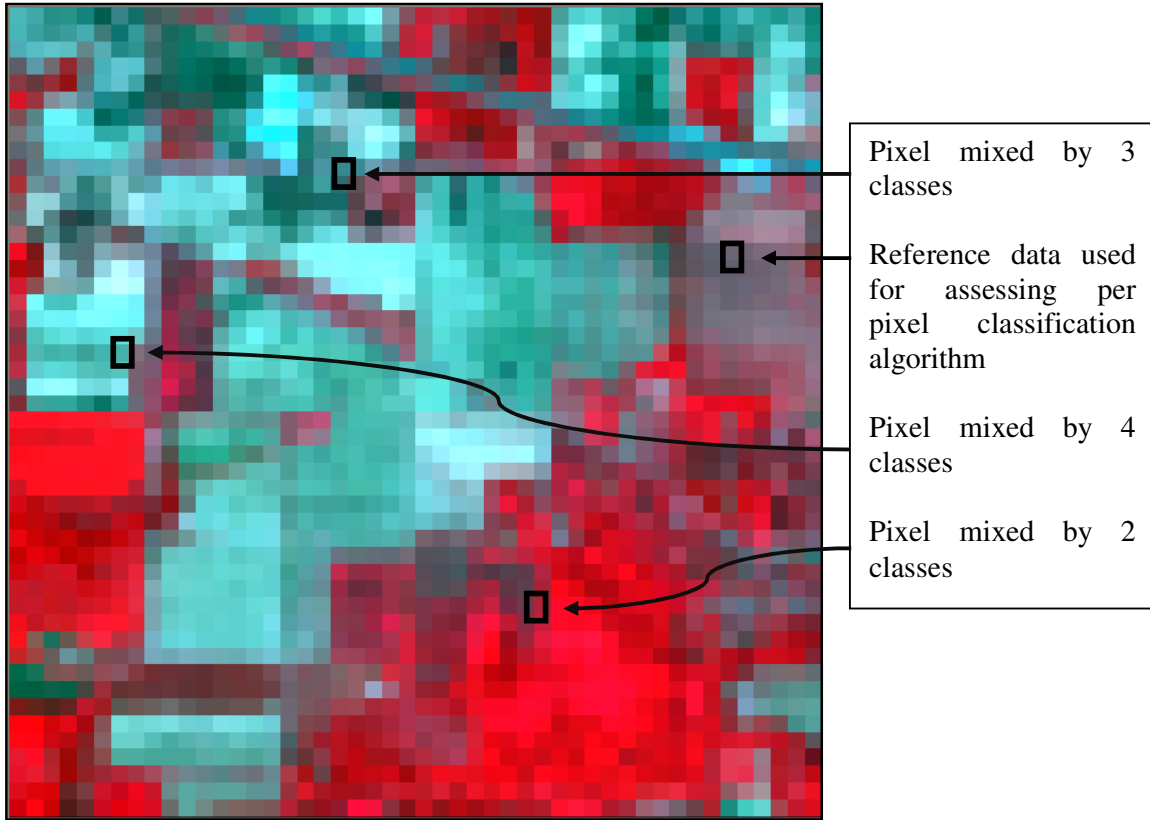 Pixel mixed by 3
classes
Reference data used
for assessing per
pixel classification
algorithm
Pixel mixed by 4
classes
Pixel mixed by 2
classes